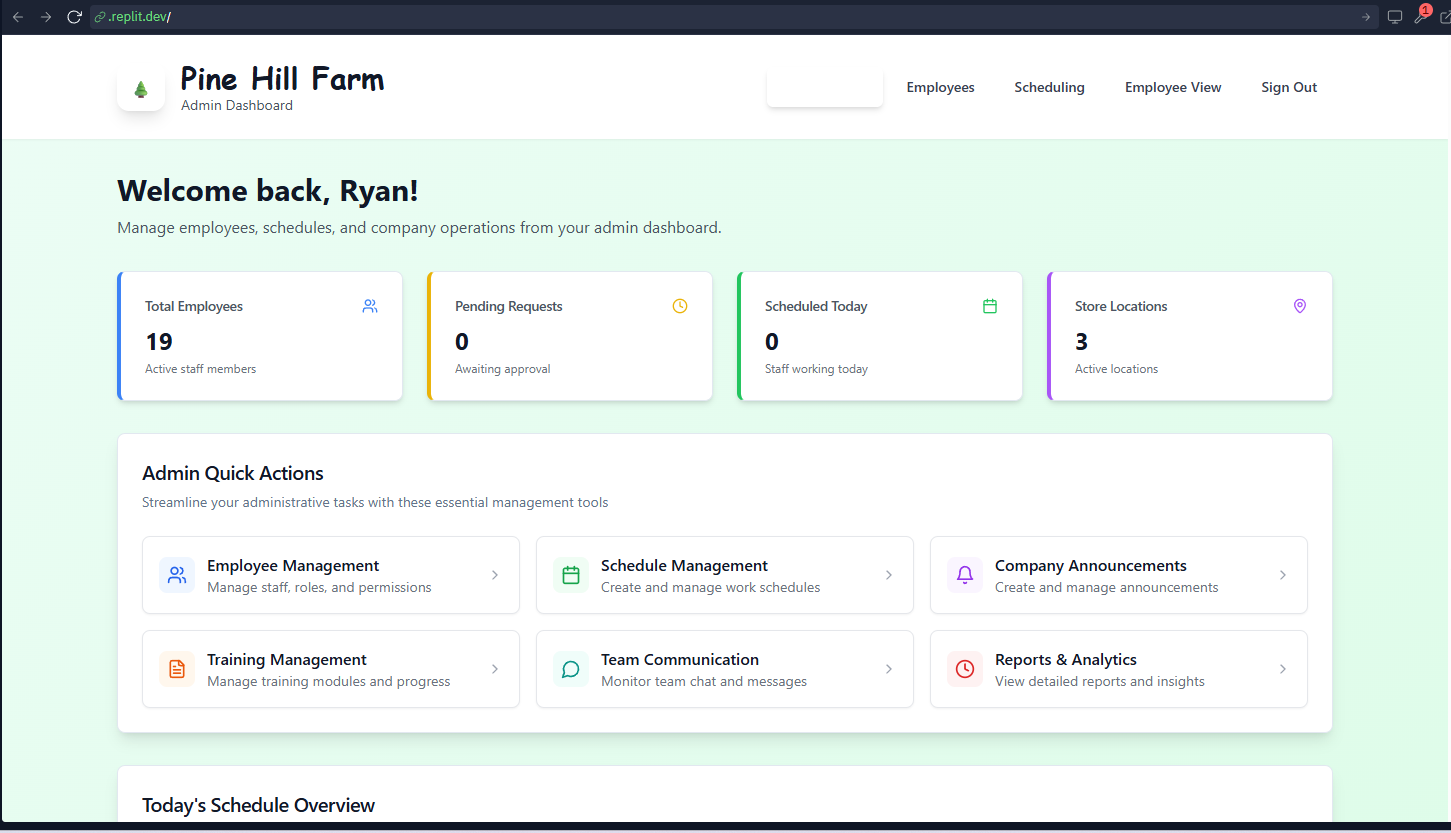 .replit.dev/
1
Pine Hill Farm
Admin Dashboard
Employees
Scheduling
Employee View
Sign Out
Welcome back, Ryan!
Manage employees, schedules, and company operations from your admin dashboard.
Total Employees
19
Active staff members
Pending Requests
0
Awaiting approval
Scheduled Today
0
Staff working today
Store Locations
3
Active locations
Admin Quick Actions
Streamline your administrative tasks with these essential management tools
Employee Management
Manage staff, roles, and permissions
Schedule Management
Create and manage work schedules
Company Announcements
Create and manage announcements
Training Management
Manage training modules and progress
Team Communication
Monitor team chat and messages
Reports & Analytics
View detailed reports and insights
Today's Schedule Overview